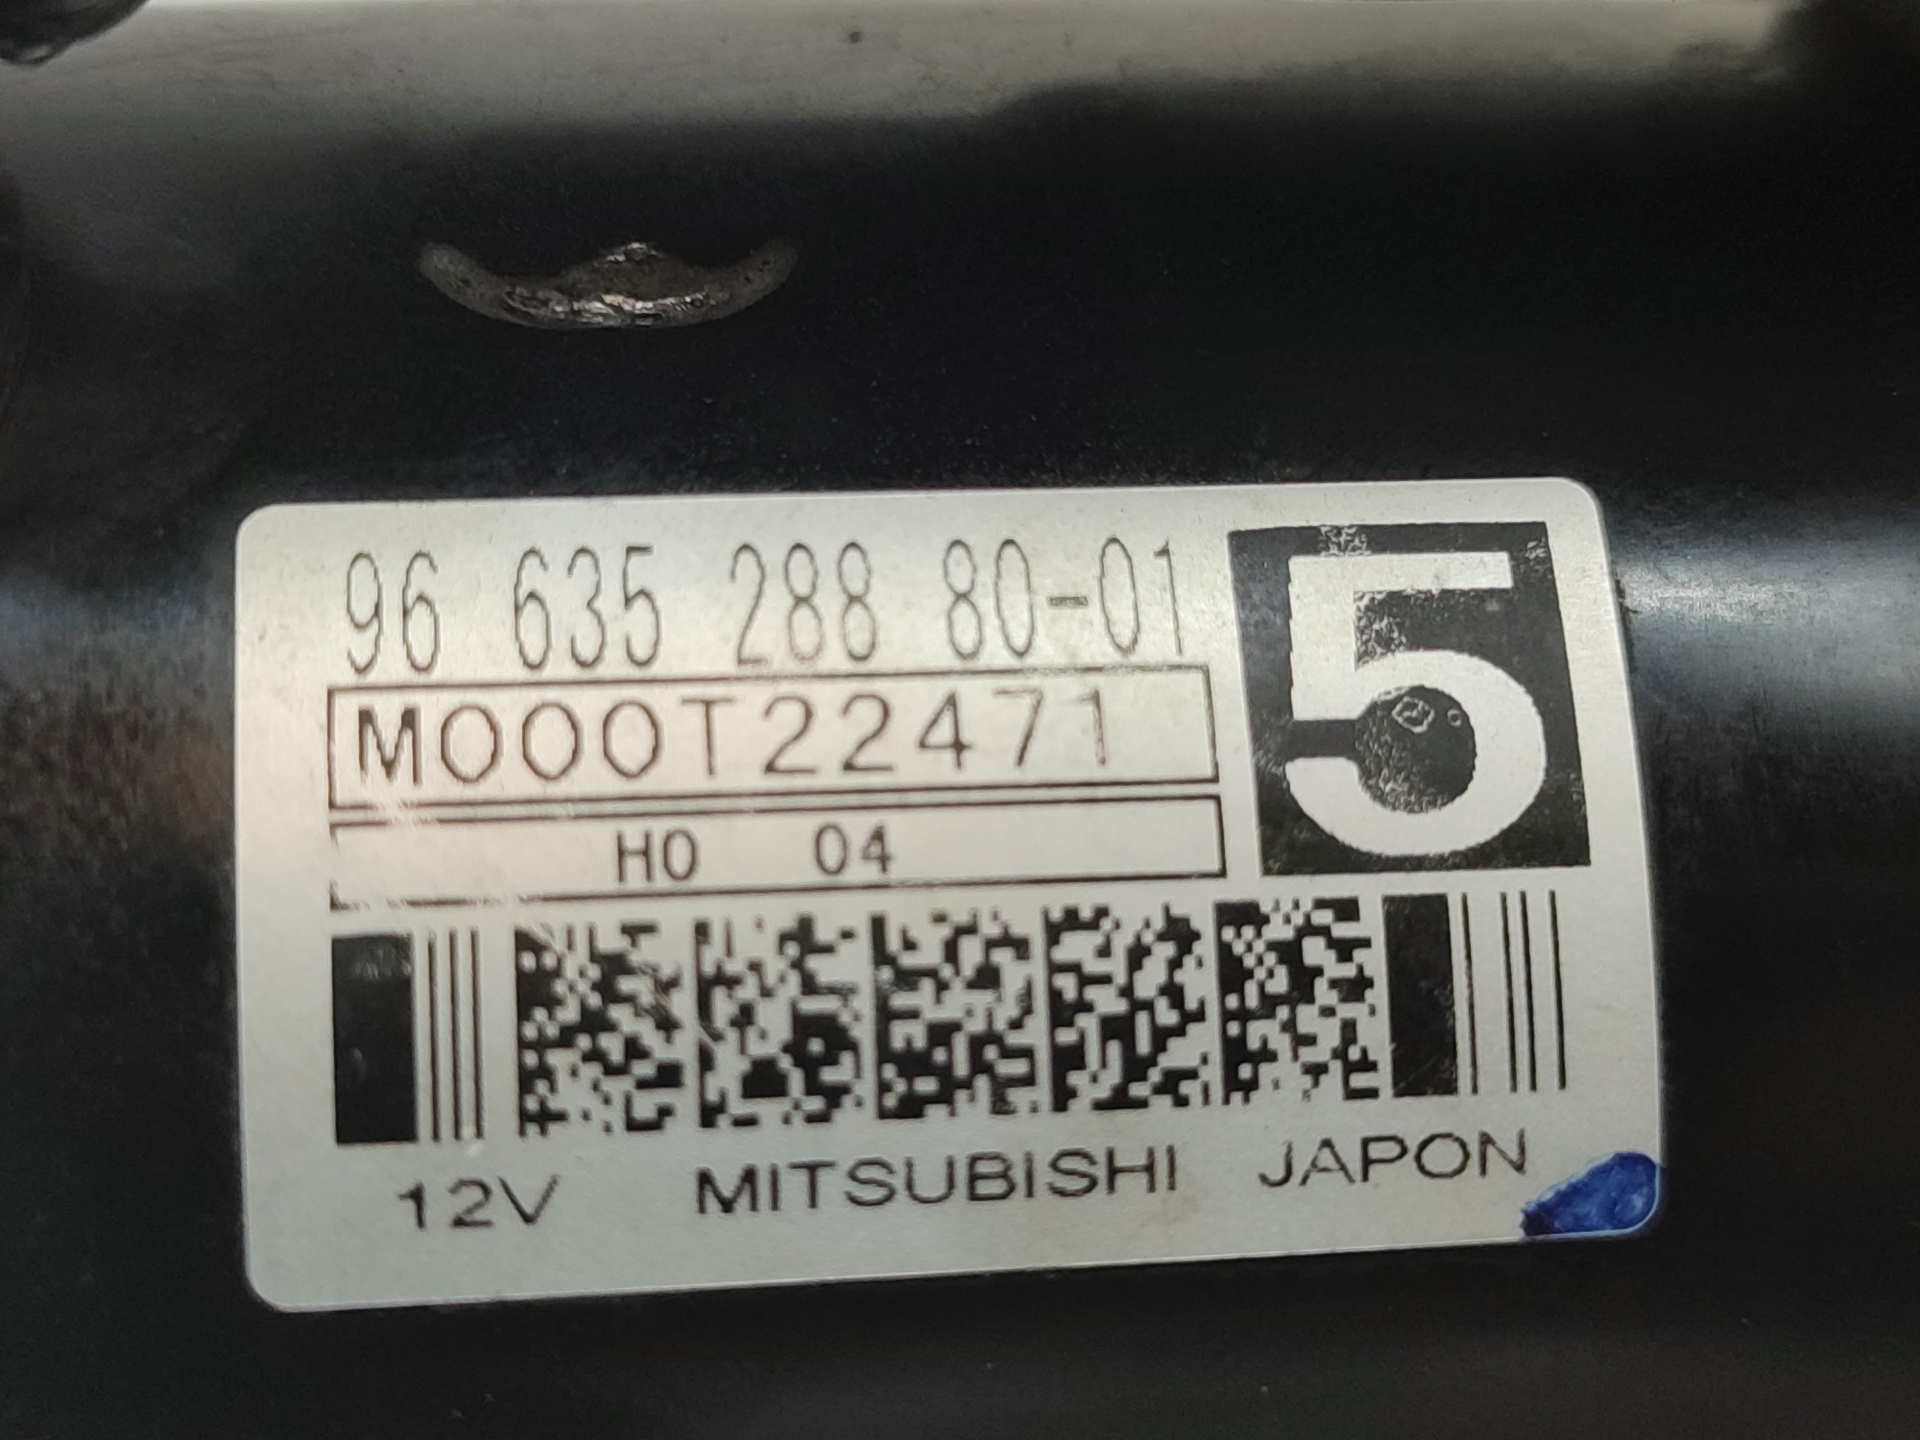 96 635 288 80-01
5
M000T22471
H0 04
12V MITSUBISHI JAPON